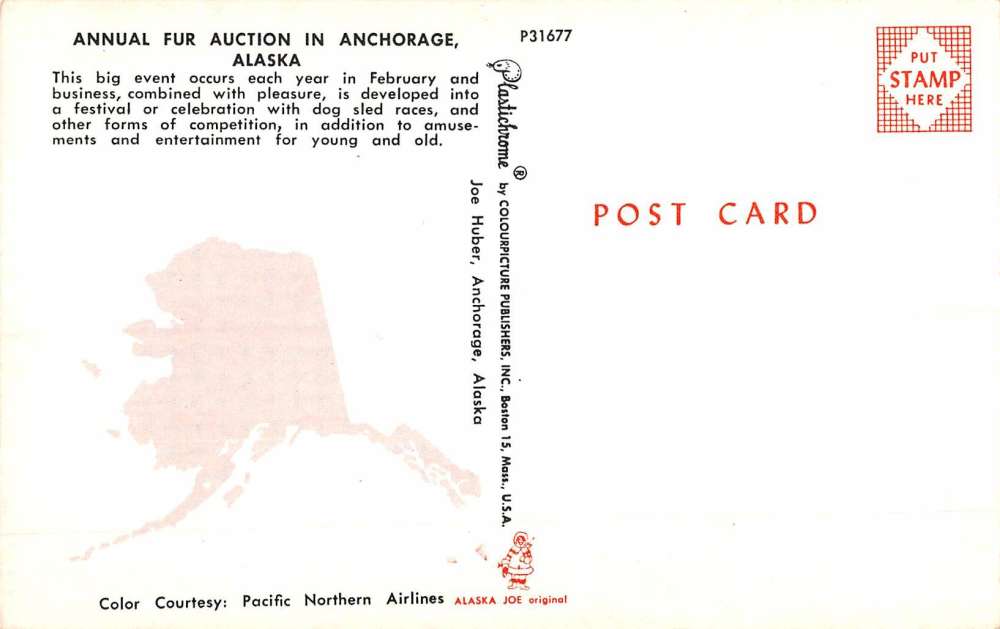 ANNUAL FUR AUCTION IN ANCHORAGE,
ALASKA
This big event occurs each year in February and
business, combined with pleasure, is developed into
a festival or celebration with dog sled races, and
other forms of competition, in addition to amuse-
ments and entertainment for young and old.
P31677
Plastichrome ®
by COLOURPICTURE PUBLISHERS, INC., Boston 15, Mass., U.S.A.
Joe Huber, Anchorage, Alaska
PUT
STAMP
HERE
POST CARD
Color Courtesy: Pacific Northern Airlines
ALASKA JOE original